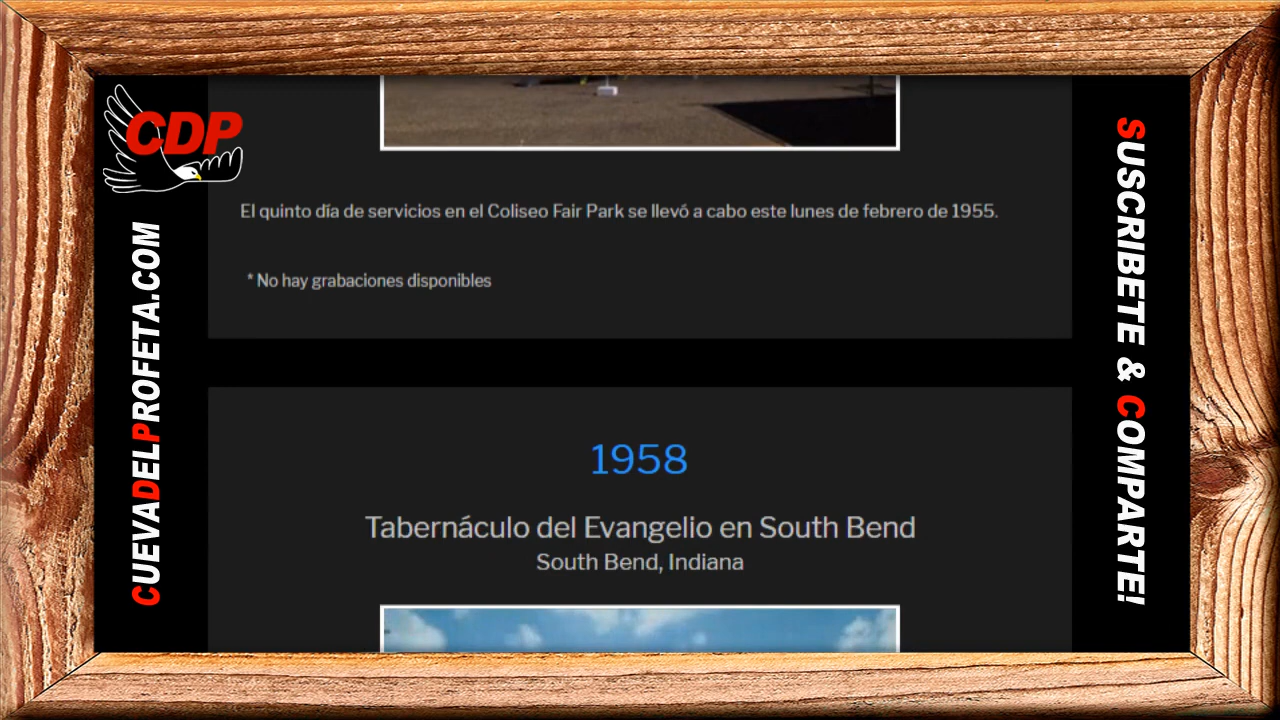 CDP
CUEVADELPROFETA.COM
El quinto día de servicios en el Coliseo Fair Park se llevó a cabo este lunes de febrero de 1955.
* No hay grabaciones disponibles
1958
Tabernáculo del Evangelio en South Bend
South Bend, Indiana
SUSCRIBETE & COMPARTE!